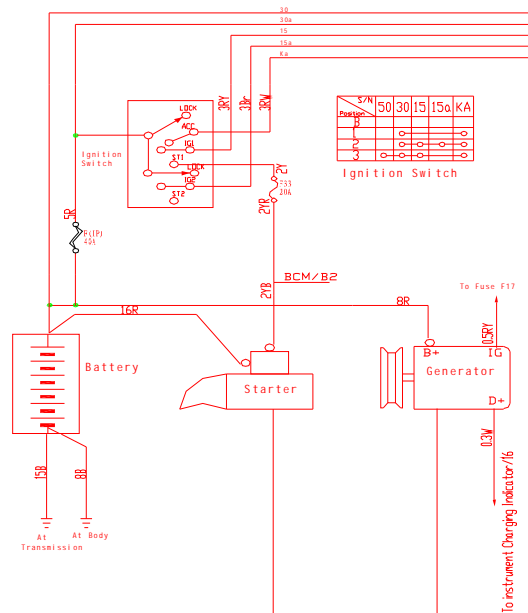 30
30a
15
15a
Ka
LOCK
ACC
IG1
ST1
LOCK
IG2
ST2
Ignition
Switch
3RY
3Br
3RW
2Y
20A
2YR
S/N
Position
50 30 15 15a KA
B
1
2
3
Ignition Switch
5R
45A
BCM/B2
2YB
16R
8R
To Fuse F17
0.5RY
B+
IG
Generator
D+
Battery
Starter
0.3W
15B
8B
At
Transmission
At Body
To instrument Charging Indicator/16